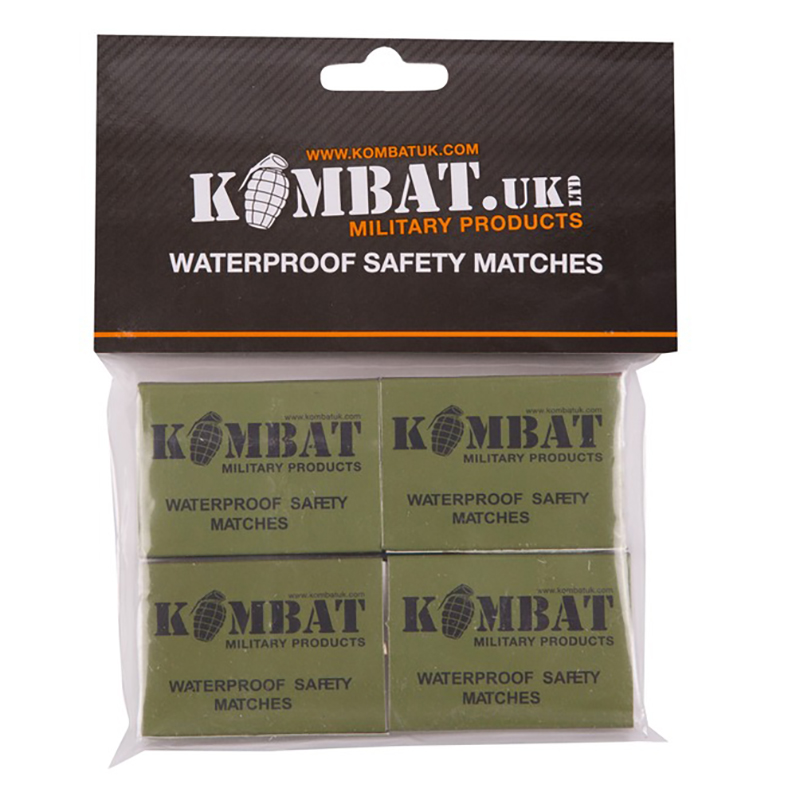 WWW.KOMBATUK.COM
KOMBAT.UK LTD
MILITARY PRODUCTS
WATERPROOF SAFETY MATCHES
www.kombatuk.com
KOMBAT
MILITARY PRODUCTS
WATERPROOF SAFETY
MATCHES
www.kombatuk.com
KOMBAT
MILITARY PRODUCTS
WATERPROOF SAFETY
MATCHES
www.kombatuk.com
KOMBAT
MILITARY PRODUCTS
WATERPROOF SAFETY
MATCHES
www.kombatuk.com
KOMBAT
MILITARY PRODUCTS
WATERPROOF SAFETY
MATCHES